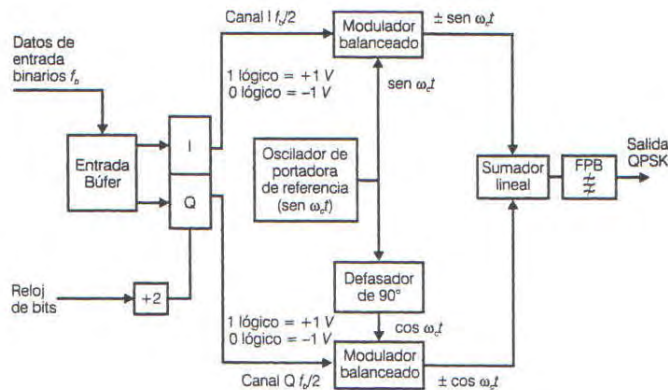 Datos de
entrada
binarios f_b
Entrada
Búfer
I
Q
Reloj
de bits
+2
Canal I f_b/2
1 lógico = +1 V
0 lógico = -1 V
Modulador
balanceado
± sen ω_ct
sen ω_ct
Oscilador de
portadora
de referencia
(sen ω_ct)
Sumador
lineal
FPB
Salida
QPSK
Defasador
de 90°
cos ω_ct
1 lógico = +1 V
0 lógico = -1 V
Canal Q f_b/2
Modulador
balanceado
± cos ω_ct